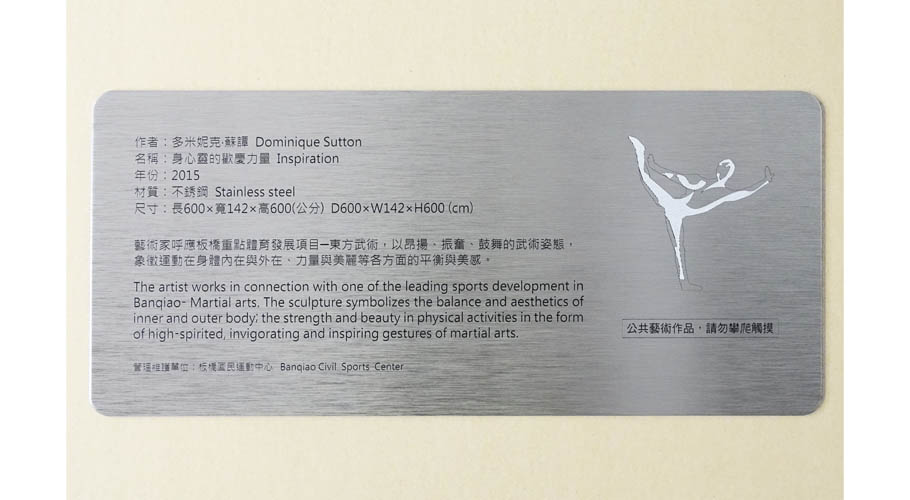 作者：多米妮克·蘇譚 Dominique Sutton
名稱：身心靈的歡慶力量 Inspiration
年份：2015
材質：不銹鋼 Stainless steel
尺寸：長600×寬142×高600(公分) D600×W142×H600 (cm)
藝術家呼應板橋重點體育發展項目─東方武術，以昂揚、振奮、鼓舞的武術姿態，
象徵運動在身體內在與外在、力量與美麗等各方面的平衡與美感。
The artist works in connection with one of the leading sports development in
Banqiao- Martial arts. The sculpture symbolizes the balance and aesthetics of
inner and outer body; the strength and beauty in physical activities in the form
of high-spirited, invigorating and inspiring gestures of martial arts.
管理維護單位：板橋國民運動中心 Banqiao Civil Sports Center
公共藝術作品，請勿攀爬觸摸